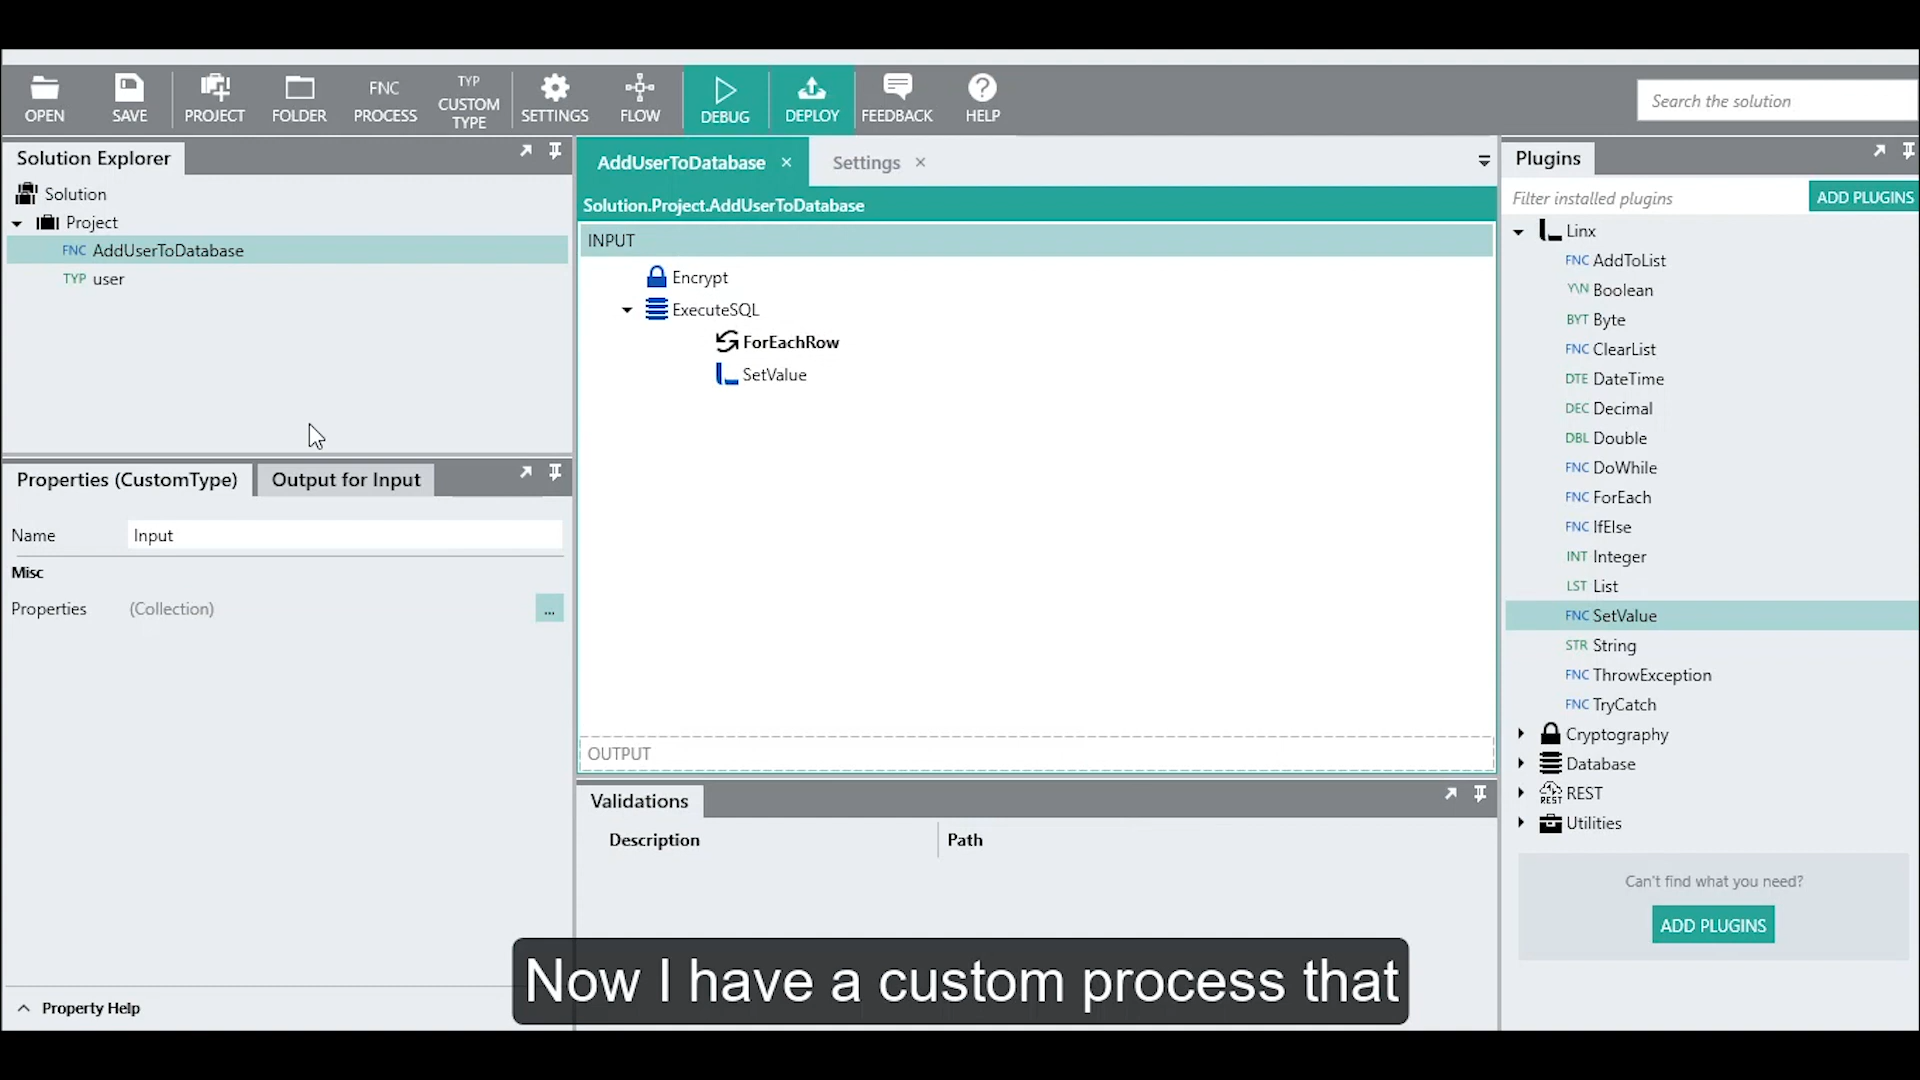 OPEN
SAVE
PROJECT
FOLDER
FNC
PROCESS
TYP
CUSTOM
TYPE
SETTINGS
FLOW
DEBUG
DEPLOY
FEEDBACK
HELP
Search the solution
Solution Explorer
Solution
Project
FNC AddUserToDatabase
TYP user
Properties (CustomType)
Output for Input
Name
Input
Misc
Properties
(Collection)
...
Property Help
AddUserToDatabase
Settings
Solution.Project.AddUserToDatabase
INPUT
Encrypt
ExecuteSQL
ForEachRow
SetValue
OUTPUT
Validations
Description
Path
Plugins
Filter installed plugins
ADD PLUGINS
Linx
FNC AddToList
Y\N Boolean
BYT Byte
FNC ClearList
DTE DateTime
DEC Decimal
DBL Double
FNC DoWhile
FNC ForEach
FNC IfElse
INT Integer
LST List
FNC SetValue
STR String
FNC ThrowException
FNC TryCatch
Cryptography
Database
REST REST
Utilities
Can't find what you need?
ADD PLUGINS
Now I have a custom process that